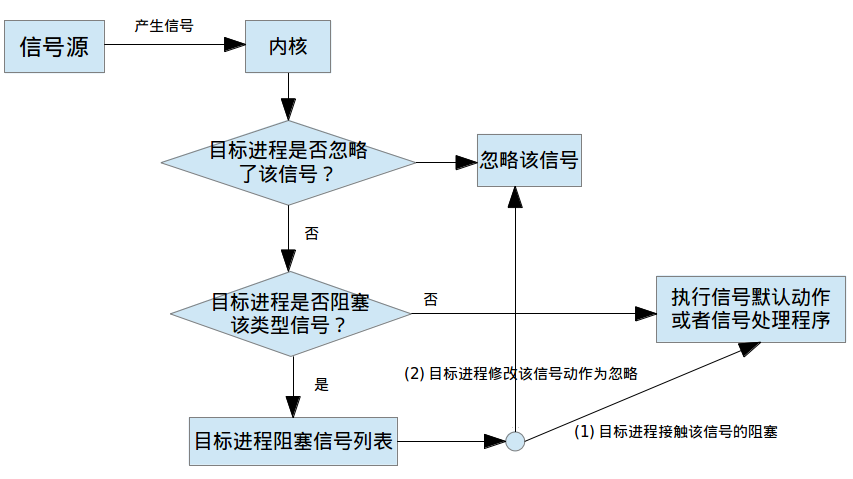 产生信号
信号源
内核
目标进程是否忽略
了该信号？
忽略该信号
否
目标进程是否阻塞
该类型信号？
否
执行信号默认动作
或者信号处理程序
(2) 目标进程修改该信号动作为忽略
是
目标进程阻塞信号列表
(1) 目标进程接触该信号的阻塞